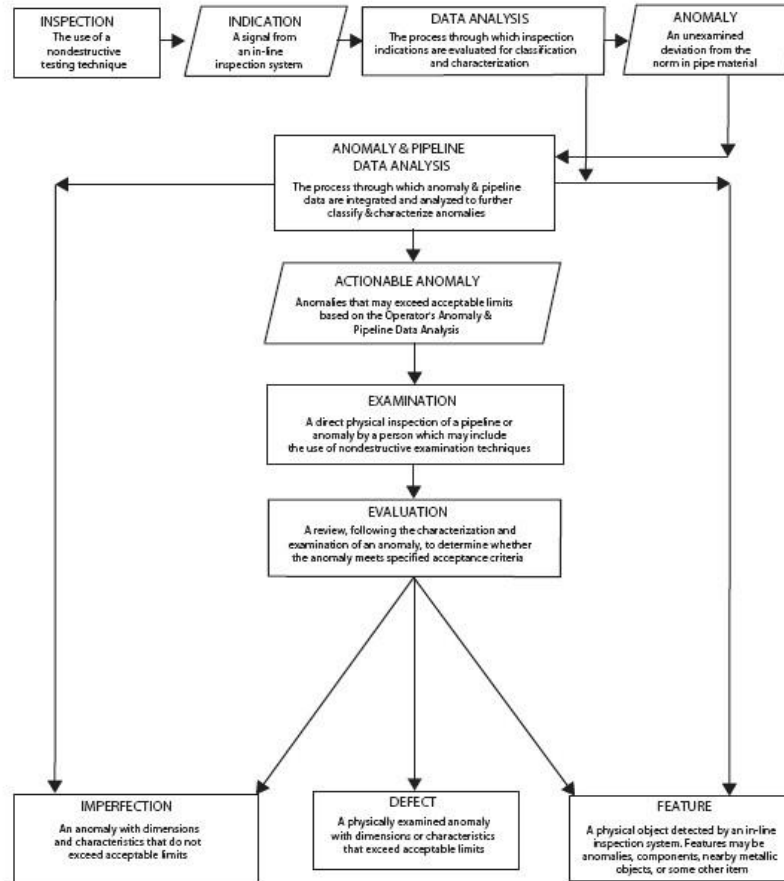 INSPECTION
The use of a
nondestructive
testing technique
INDICATION
A signal from
an in-line
inspection system
DATA ANALYSIS
The process through which inspection
indications are evaluated for classification
and characterization
ANOMALY
An unexamined
deviation from the
norm in pipe material
ANOMALY & PIPELINE
DATA ANALYSIS
The process through which anomaly & pipeline
data are integrated and analyzed to further
classify & characterize anomalies
ACTIONABLE ANOMALY
Anomalies that may exceed acceptable limits
based on the Operator's Anomaly &
Pipeline Data Analysis
EXAMINATION
A direct physical inspection of a pipeline or
anomaly by a person which may include
the use of nondestructive examination techniques
EVALUATION
A review, following the characterization and
examination of an anomaly, to determine whether
the anomaly meets specified acceptance criteria
IMPERFECTION
An anomaly with dimensions
and characteristics that do not
exceed acceptable limits
DEFECT
A physically examined anomaly
with dimensions or characteristics
that exceed acceptable limits
FEATURE
A physical object detected by an in-line
inspection system. Features may be
anomalies, components, nearby metallic
objects, or some other item